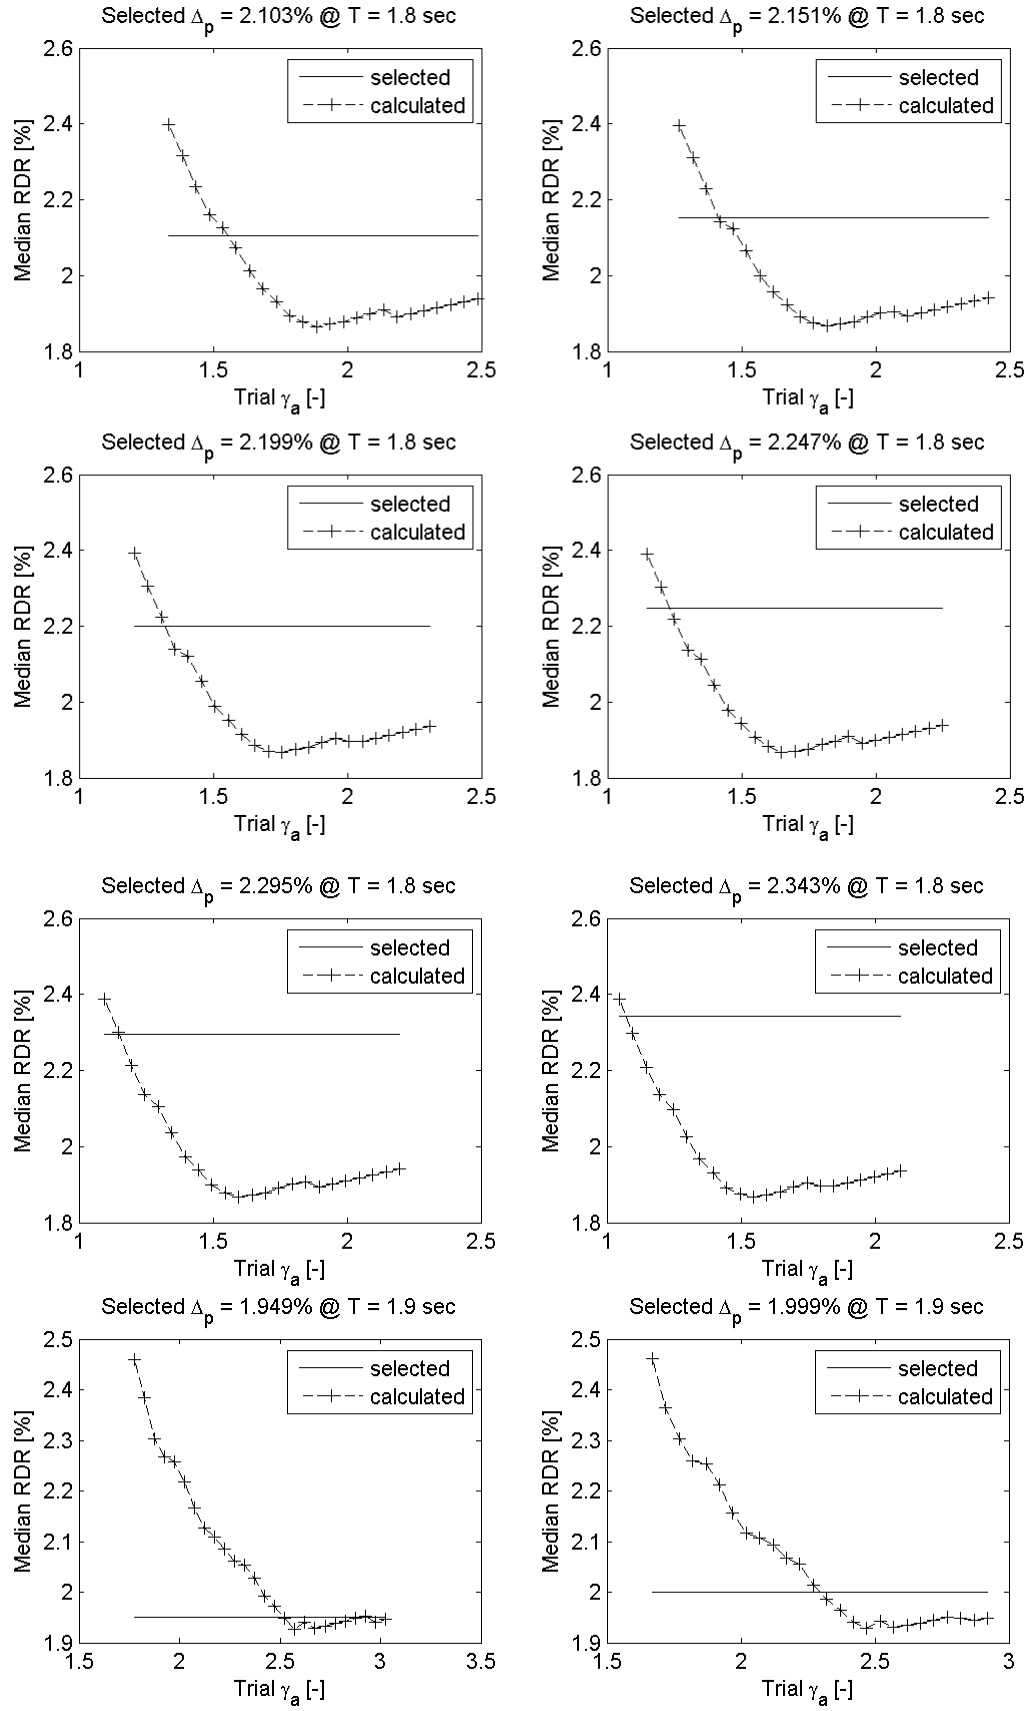 Selected Δp = 2.103% @ T = 1.8 sec
Median RDR [%]
2.6
2.4
2.2
2
1.8
selected
calculated
1
1.5
2
2.5
Trial γa [-]
Selected Δp = 2.151% @ T = 1.8 sec
Median RDR [%]
2.6
2.4
2.2
2
1.8
selected
calculated
1
1.5
2
2.5
Trial γa [-]
Selected Δp = 2.199% @ T = 1.8 sec
Median RDR [%]
2.6
2.4
2.2
2
1.8
selected
calculated
1
1.5
2
2.5
Trial γa [-]
Selected Δp = 2.247% @ T = 1.8 sec
Median RDR [%]
2.6
2.4
2.2
2
1.8
selected
calculated
1
1.5
2
2.5
Trial γa [-]
Selected Δp = 2.295% @ T = 1.8 sec
Median RDR [%]
2.6
2.4
2.2
2
1.8
selected
calculated
1
1.5
2
2.5
Trial γa [-]
Selected Δp = 2.343% @ T = 1.8 sec
Median RDR [%]
2.6
2.4
2.2
2
1.8
selected
calculated
1
1.5
2
2.5
Trial γa [-]
Selected Δp = 1.949% @ T = 1.9 sec
Median RDR [%]
2.5
2.4
2.3
2.2
2.1
2
1.9
selected
calculated
1.5
2
2.5
3
3.5
Trial γa [-]
Selected Δp = 1.999% @ T = 1.9 sec
Median RDR [%]
2.5
2.4
2.3
2.2
2.1
2
1.9
selected
calculated
1.5
2
2.5
3
Trial γa [-]